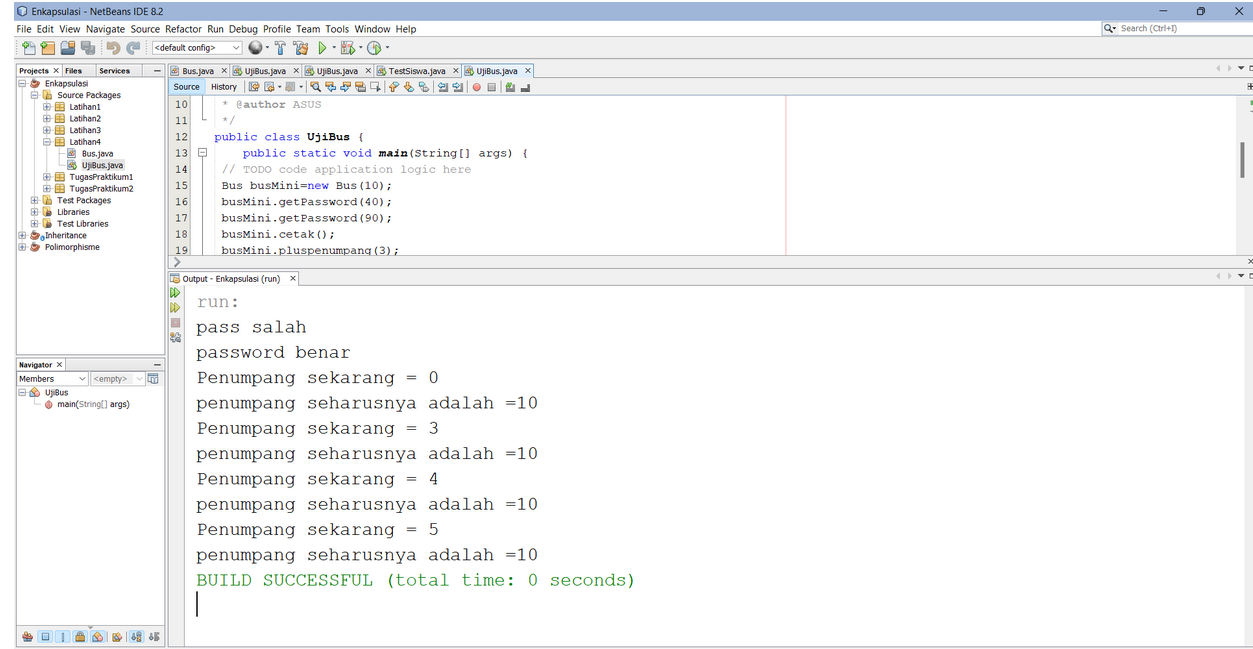 Enkapsulasi - NetBeans IDE 8.2
File Edit View Navigate Source Refactor Run Debug Profile Team Tools Window Help
Search (Ctrl+I)
<default config>
Projects Files Services
Enkapsulasi
Source Packages
Latihan1
Latihan2
Latihan3
Latihan4
Bus.java
UjiBus.java
TugasPraktikum1
TugasPraktikum2
Test Packages
Libraries
Test Libraries
Inheritance
Polimorphisme
Navigator
Members <empty>
UjiBus
main(String[] args)
Bus.java UjiBus.java UjiBus.java TestSiswa.java UjiBus.java
Source History
10 * @author ASUS
11 */
12 public class UjiBus {
13 public static void main(String[] args) {
14 // TODO code application logic here
15 Bus busMini=new Bus(10);
16 busMini.getPassword(40);
17 busMini.getPassword(90);
18 busMini.cetak();
19 busMini.pluspenumpang(3);
Output - Enkapsulasi (run)
run:
pass salah
password benar
Penumpang sekarang = 0
penumpang seharusnya adalah =10
Penumpang sekarang = 3
penumpang seharusnya adalah =10
Penumpang sekarang = 4
penumpang seharusnya adalah =10
Penumpang sekarang = 5
penumpang seharusnya adalah =10
BUILD SUCCESSFUL (total time: 0 seconds)